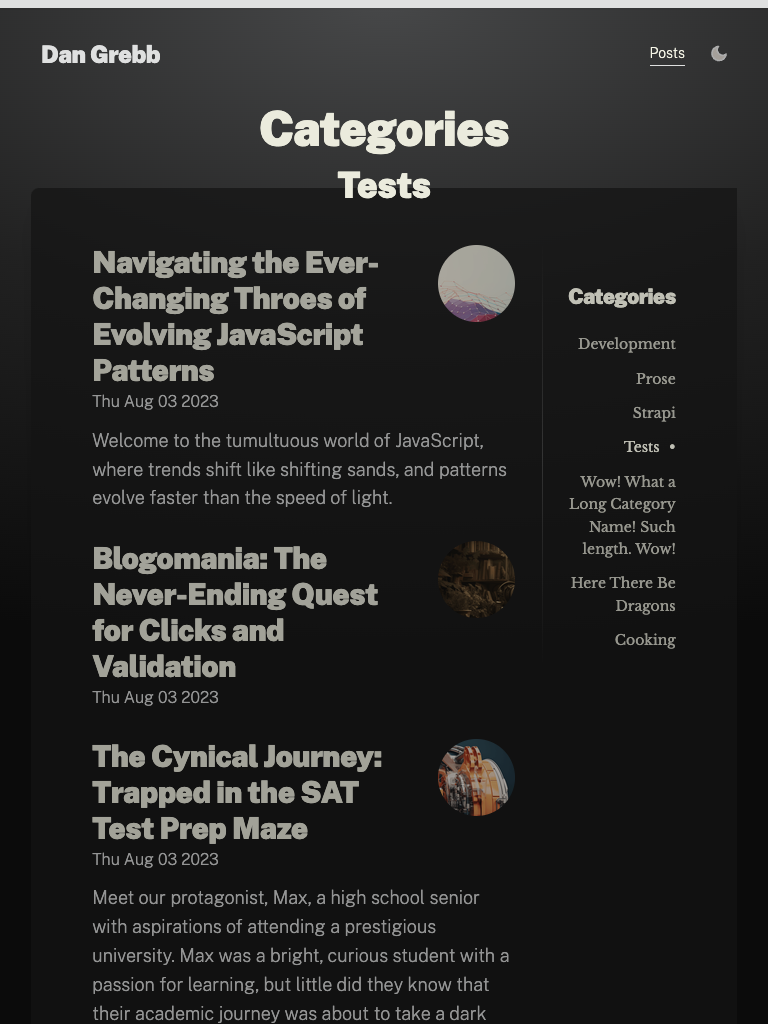 Dan Grebb
Posts
Categories
Tests
Navigating the Ever-
Changing Throes of
Evolving JavaScript
Patterns
Thu Aug 03 2023
Welcome to the tumultuous world of JavaScript,
where trends shift like shifting sands, and patterns
evolve faster than the speed of light.
Blogomania: The
Never-Ending Quest
for Clicks and
Validation
Thu Aug 03 2023
The Cynical Journey:
Trapped in the SAT
Test Prep Maze
Thu Aug 03 2023
Meet our protagonist, Max, a high school senior
with aspirations of attending a prestigious
university. Max was a bright, curious student with a
passion for learning, but little did they know that
their academic journey was about to take a dark
Categories
Development
Prose
Strapi
Tests •
Wow! What a
Long Category
Name! Such
length. Wow!
Here There Be
Dragons
Cooking